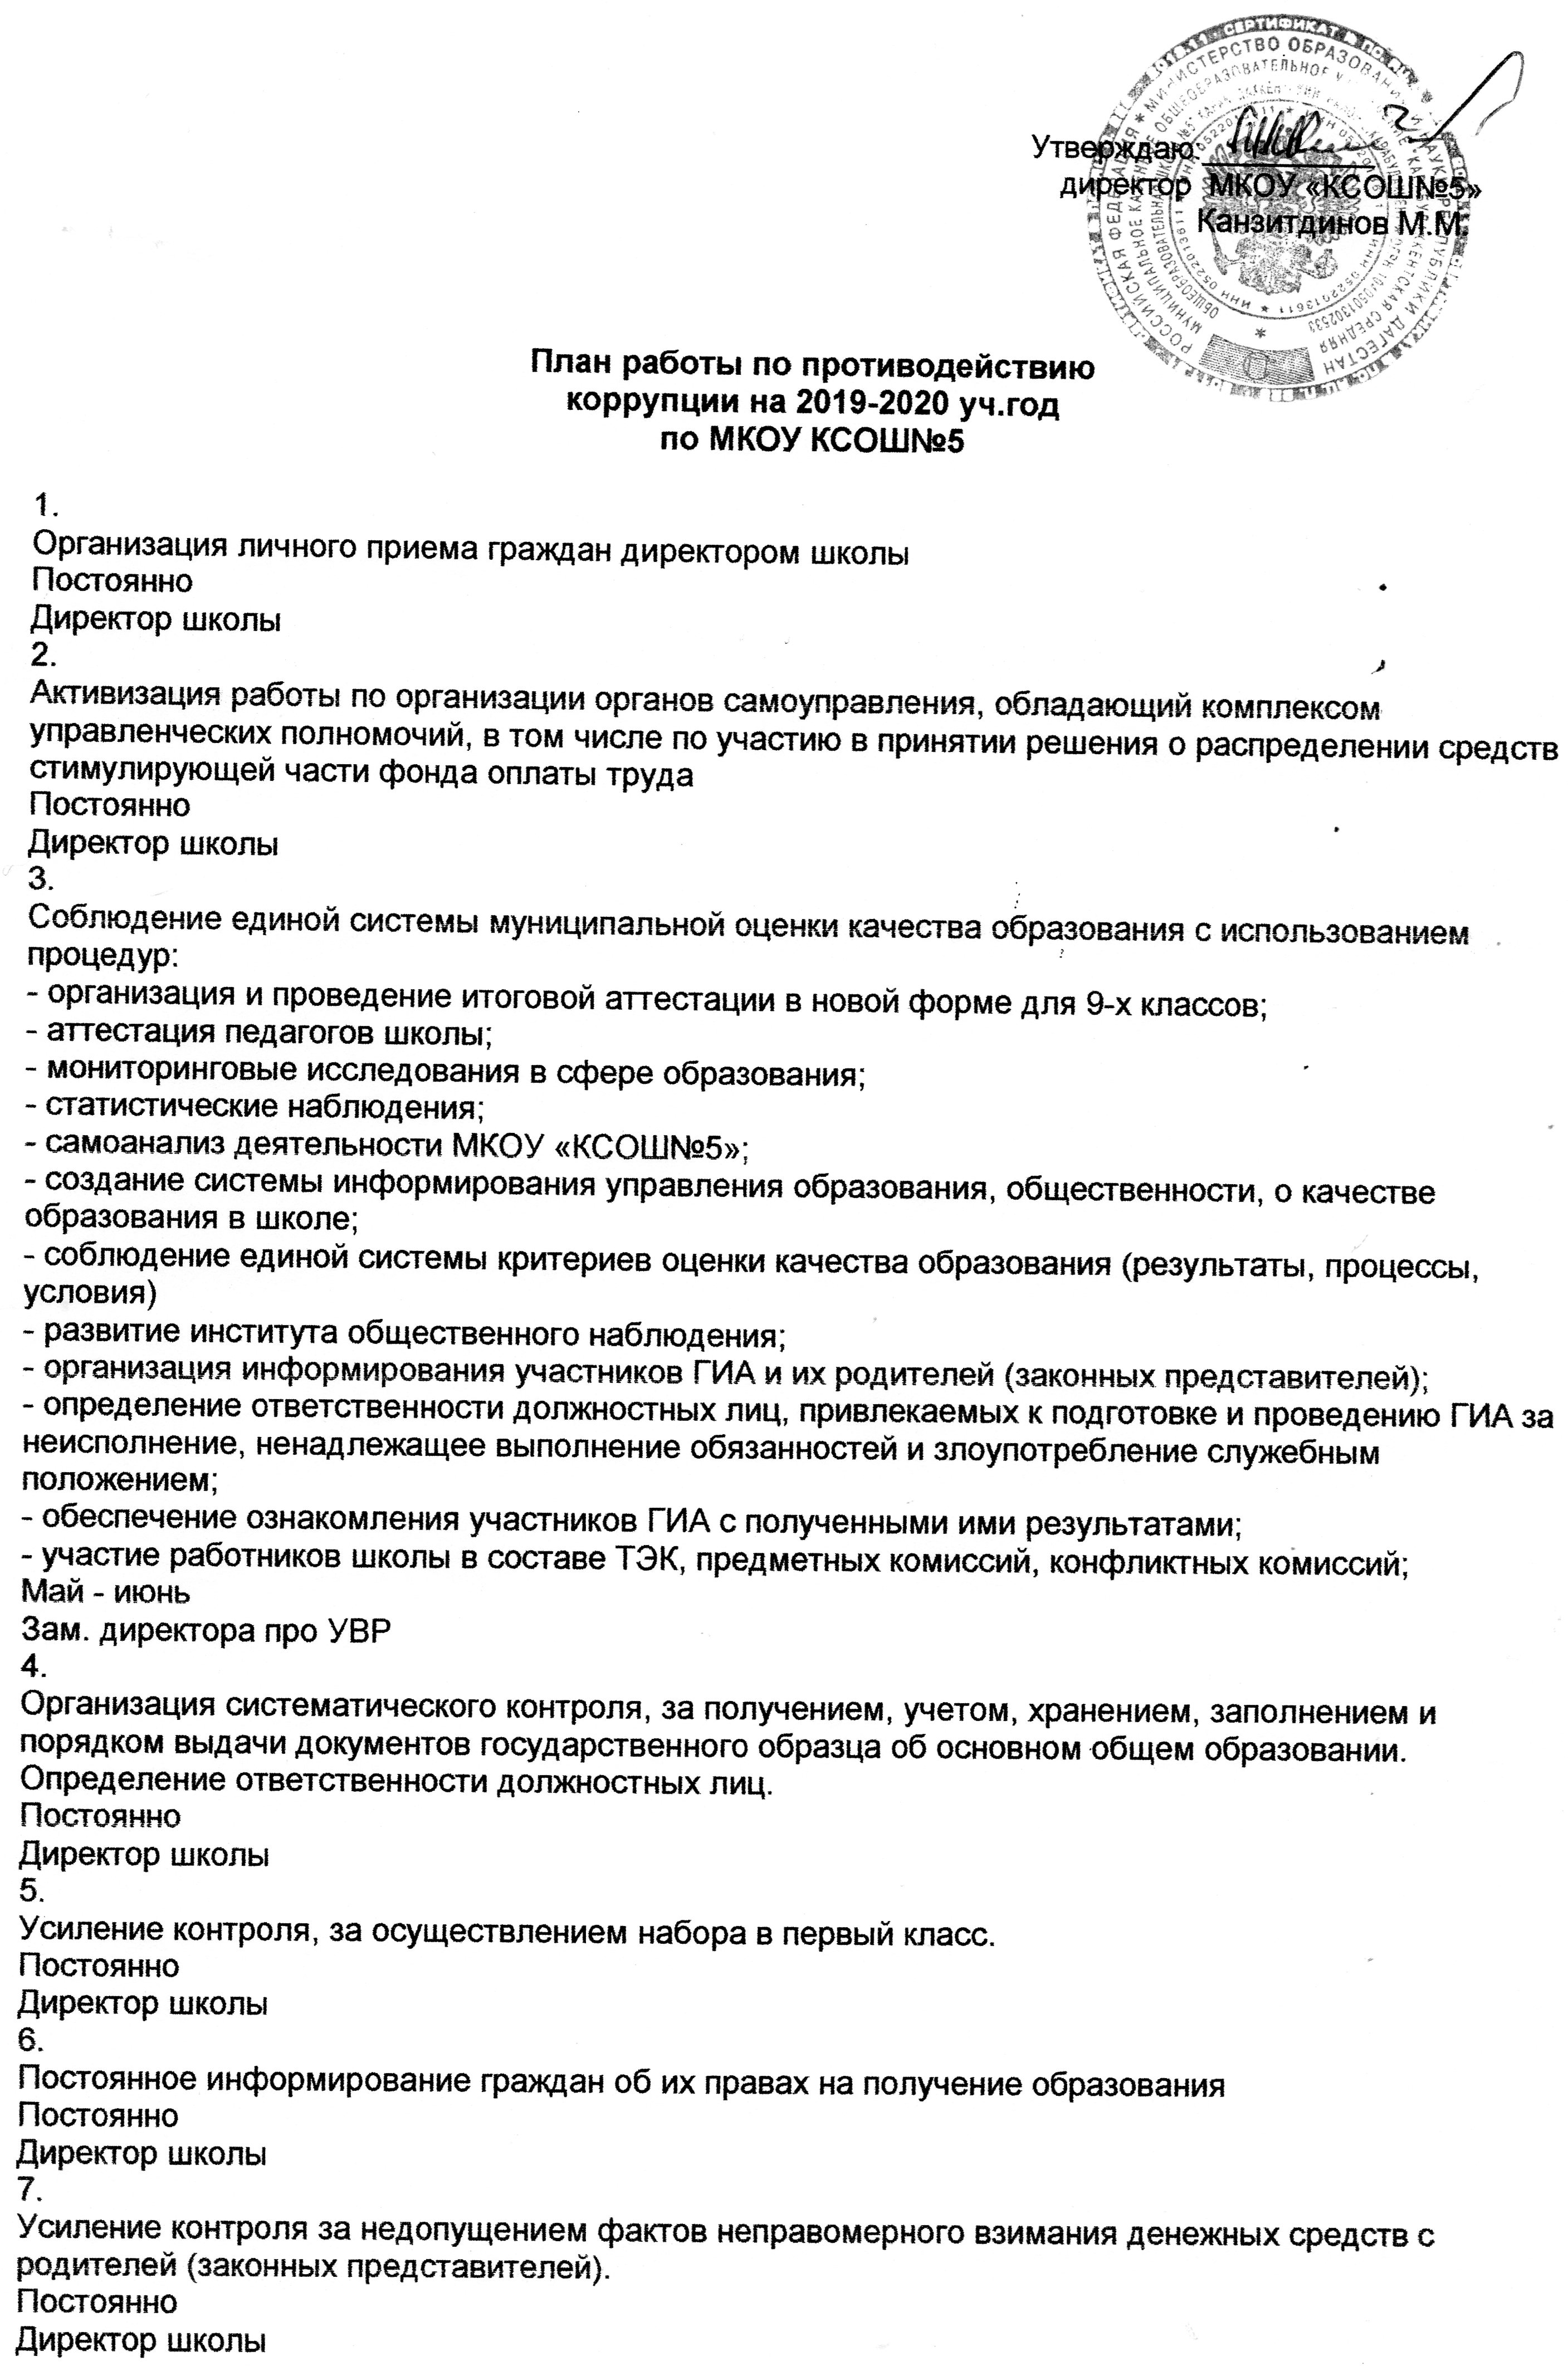 Утверждаю
директор МКОУ «КСОШ№5»
Канзитдинов М.М.
План работы по противодействию
коррупции на 2019-2020 уч.год
по МКОУ КСОШ№5
1.
Организация личного приема граждан директором школы
Постоянно
Директор школы
2.
Активизация работы по организации органов самоуправления, обладающий комплексом
управленческих полномочий, в том числе по участию в принятии решения о распределении средств
стимулирующей части фонда оплаты труда
Постоянно
Директор школы
3.
Соблюдение единой системы муниципальной оценки качества образования с использованием
процедур:
- организация и проведение итоговой аттестации в новой форме для 9-х классов;
- аттестация педагогов школы;
- мониторинговые исследования в сфере образования;
- статистические наблюдения;
- самоанализ деятельности МКОУ «КСОШ№5»;
- создание системы информирования управления образования, общественности, о качестве
образования в школе;
- соблюдение единой системы критериев оценки качества образования (результаты, процессы,
условия)
- развитие института общественного наблюдения;
- организация информирования участников ГИА и их родителей (законных представителей);
- определение ответственности должностных лиц, привлекаемых к подготовке и проведению ГИА за
неисполнение, ненадлежащее выполнение обязанностей и злоупотребление служебным
положением;
- обеспечение ознакомления участников ГИА с полученными ими результатами;
- участие работников школы в составе ТЭК, предметных комиссий, конфликтных комиссий;
Май - июнь
Зам. директора про УВР
4.
Организация систематического контроля, за получением, учетом, хранением, заполнением и
порядком выдачи документов государственного образца об основном общем образовании.
Определение ответственности должностных лиц.
Постоянно
Директор школы
5.
Усиление контроля, за осуществлением набора в первый класс.
Постоянно
Директор школы
6.
Постоянное информирование граждан об их правах на получение образования
Постоянно
Директор школы
7.
Усиление контроля за недопущением фактов неправомерного взимания денежных средств с
родителей (законных представителей).
Постоянно
Директор школы
РОССИЙСКАЯ ФЕДЕРАЦИЯ * МИНИСТЕРСТВО ОБРАЗОВАНИЯ И НАУКИ РЕСПУБЛИКИ ДАГЕСТАН
ИНН 0522013611